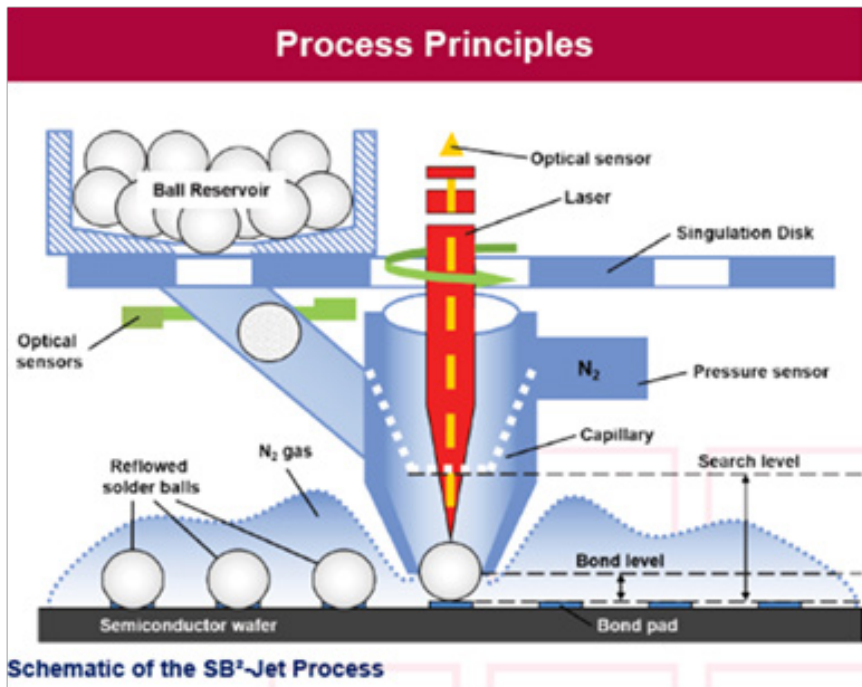 Process Principles
Optical sensor
Ball Reservoir
Laser
Singulation Disk
Optical
sensors
N₂
Pressure sensor
Capillary
N₂ gas
Search level
Reflowed
solder balls
Bond level
Semiconductor wafer
Bond pad
Schematic of the SB²-Jet Process